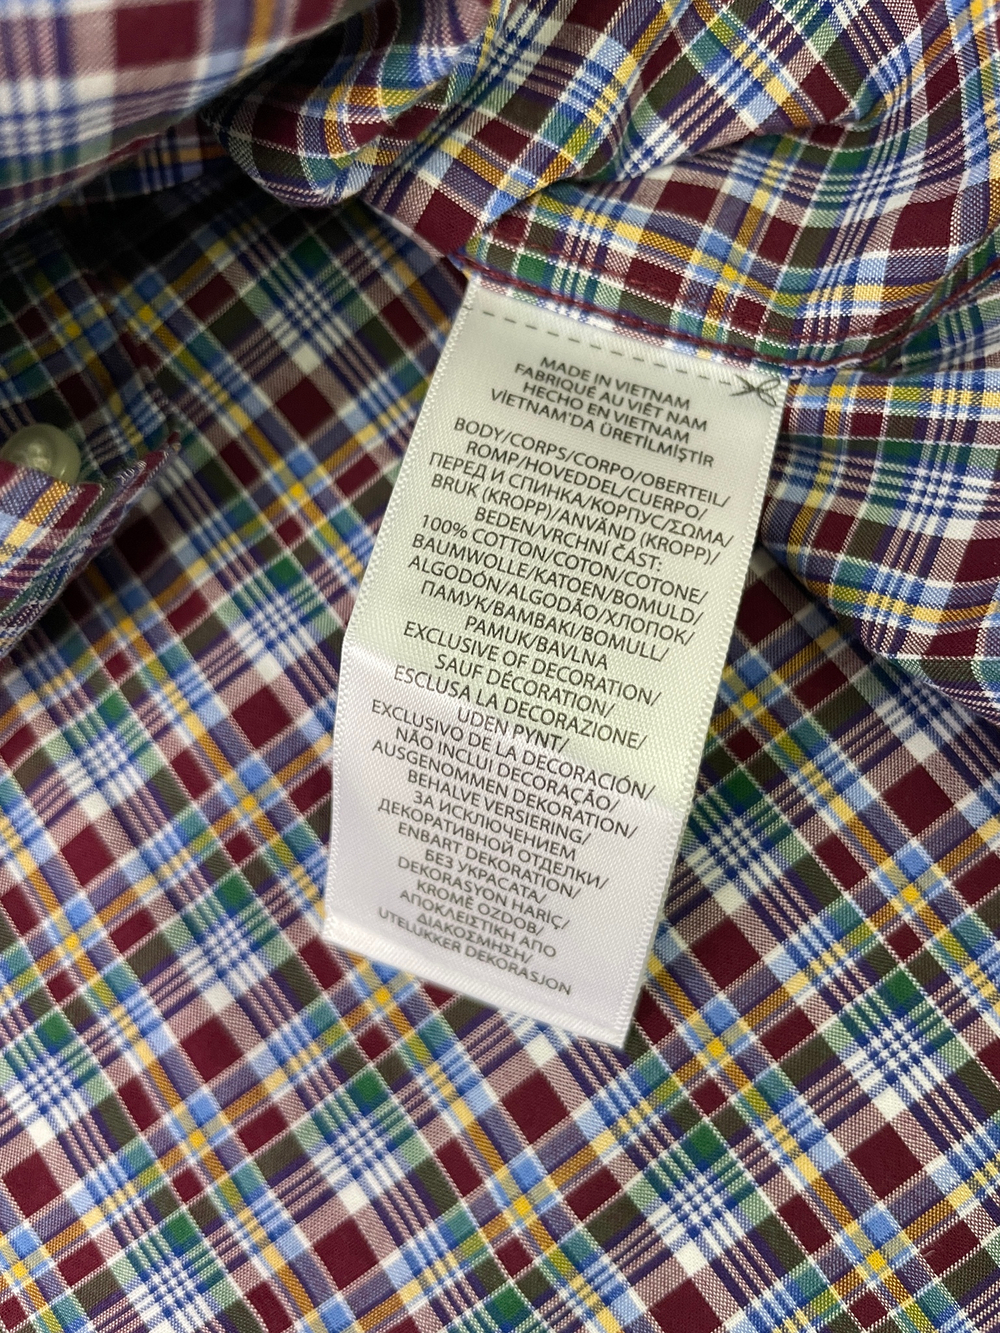 MADE IN VIETNAM
FABRIQUÉ AU VIÊT NAM
HECHO EN VIETNAM
VİETNAM'DA ÜRETİLMİŞTİR
BODY/CORPS/CORPO/OBERTEIL/
ROMP/HOVEDDEL/CUERPO/
ПЕРЕД И СПИНКА/КОРПУС/ΣΩΜΑ/
BRUK (KROPP)/ANVÄND (KROPP)/
BEDEN/VRCHNÍ ČÁST:
100% COTTON/COTON/COTONE/
BAUMWOLLE/KATOEN/BOMULD/
ALGODÓN/ALGODÃO/ХЛОПОК/
ПАМУК/ΒΑΜΒΑΚΙ/BOMULL/
PAMUK/BAVLNA
EXCLUSIVE OF DECORATION/
SAUF DÉCORATION/
ESCLUSA LA DECORAZIONE/
UDEN PYNT/
EXCLUSIVO DE LA DECORACIÓN/
NÃO INCLUI DECORAÇÃO/
AUSGENOMMEN DEKORATION/
BEHALVE VERSIERING/
ЗА ИСКЛЮЧЕНИЕМ
ДЕКОРАТИВНОЙ ОТДЕЛКИ/
ENBART DEKORATION/
БЕЗ УКРАСАТА/
DEKORASYON HARİÇ/
KROMĚ OZDOB/
ΑΠΟΚΛΕΙΣΤΙΚΗ ΑΠΟ
ΔΙΑΚΟΣΜΗΣΗ/
UTELUKKER DEKORASJON